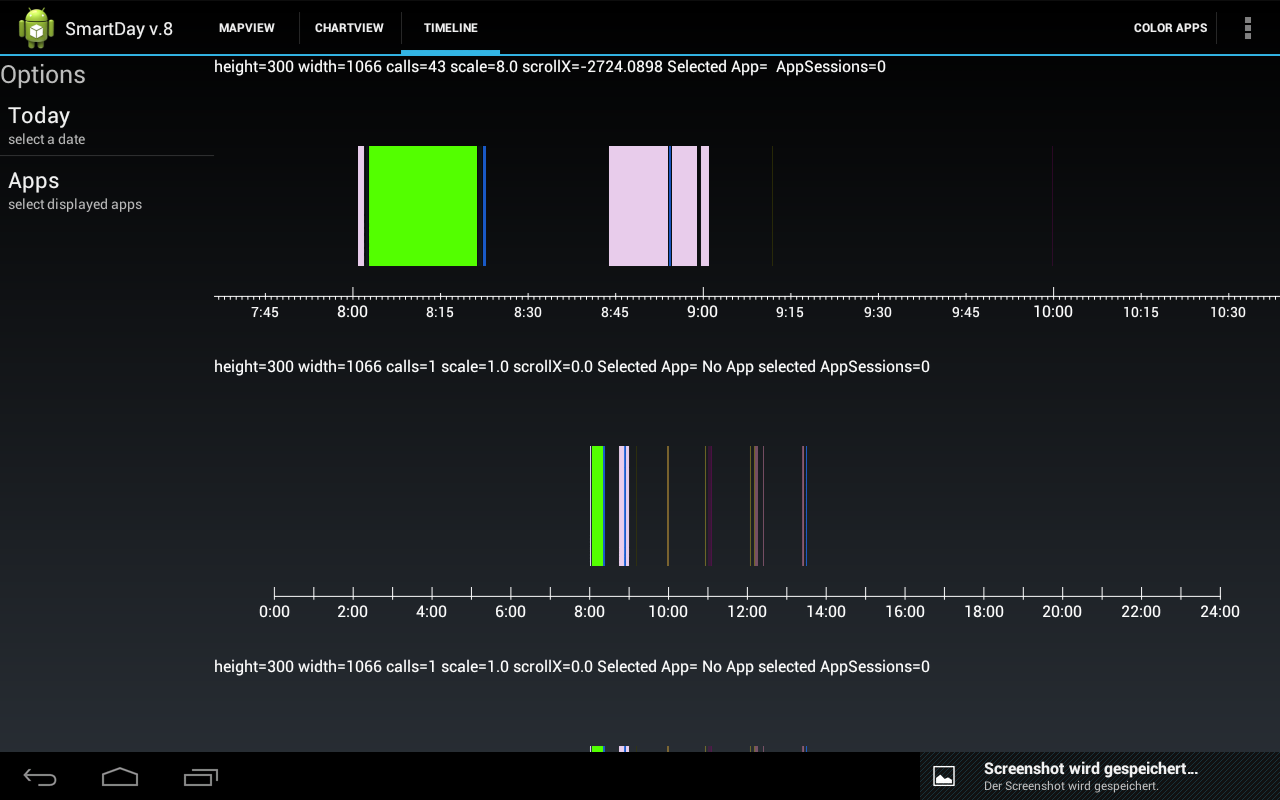 SmartDay v.8 MAPVIEW CHARTVIEW TIMELINE COLOR APPS
Options
Today
select a date
Apps
select displayed apps
height=300 width=1066 calls=43 scale=8.0 scrollX=-2724.0898 Selected App=  AppSessions=0
7:45 8:00 8:15 8:30 8:45 9:00 9:15 9:30 9:45 10:00 10:15 10:30
height=300 width=1066 calls=1 scale=1.0 scrollX=0.0 Selected App= No App selected AppSessions=0
0:00 2:00 4:00 6:00 8:00 10:00 12:00 14:00 16:00 18:00 20:00 22:00 24:00
height=300 width=1066 calls=1 scale=1.0 scrollX=0.0 Selected App= No App selected AppSessions=0
Screenshot wird gespeichert...
Der Screenshot wird gespeichert.